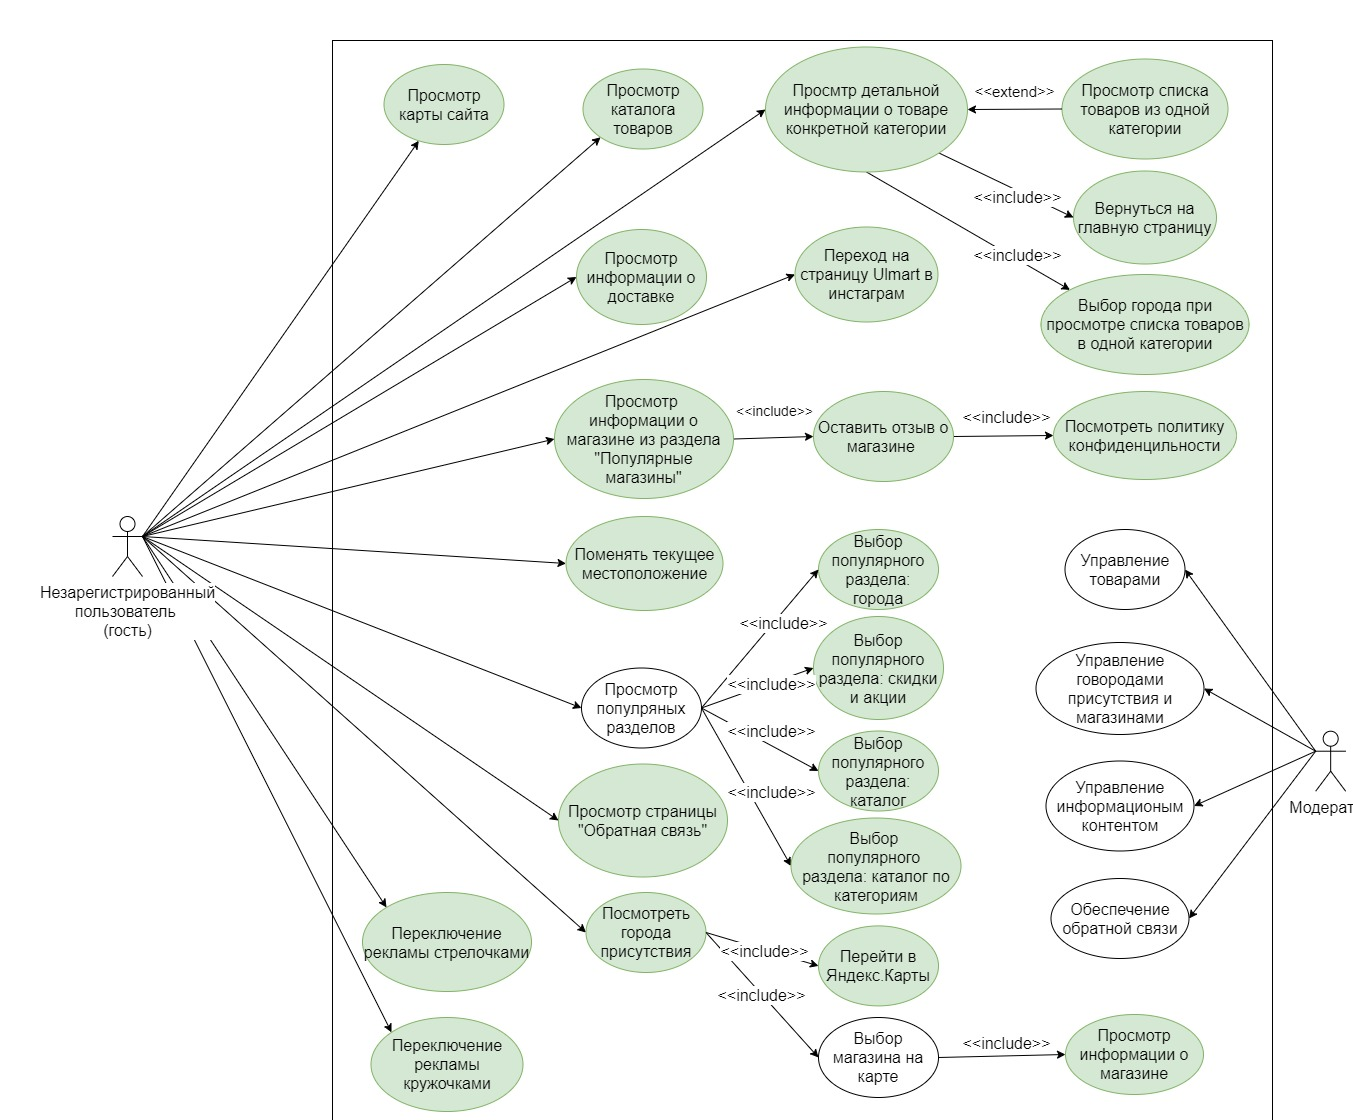 Просмотр
карты сайта
Просмотр
каталога
товаров
Просмтр детальной
информации о товаре
конкретной категории
<<extend>>
Просмотр списка
товаров из одной
категории
<<include>>
Вернуться на
главную страницу
<<include>>
Выбор города при
просмотре списка товаров
в одной категории
Просмотр
информации о
доставке
Переход на
страницу Ulmart в
инстаграм
Просмотр
информации о
магазине из раздела
"Популярные
магазины"
<<include>>
Оставить отзыв о
магазине
<<include>>
Посмотреть политику
конфиденцильности
Незарегистрированный
пользователь
(гость)
Поменять текущее
местоположение
Выбор
популярного
раздела:
города
Управление
товарами
<<include>>
Просмотр
популряных
разделов
<<include>>
Выбор
популярного
раздела: скидки
и акции
Управление
говородами
присутствия и
магазинами
<<include>>
Выбор
популярного
раздела:
каталог
Управление
информационым
контентом
Модерат
<<include>>
Просмотр страницы
"Обратная связь"
Выбор
популярного
раздела: каталог по
категориям
Обеспечение
обратной связи
Переключение
рекламы стрелочками
Посмотреть
города
присутствия
<<include>>
Перейти в
Яндекс.Карты
<<include>>
Переключение
рекламы
кружочками
Выбор
магазина на
карте
<<include>>
Просмотр
информации о
магазине